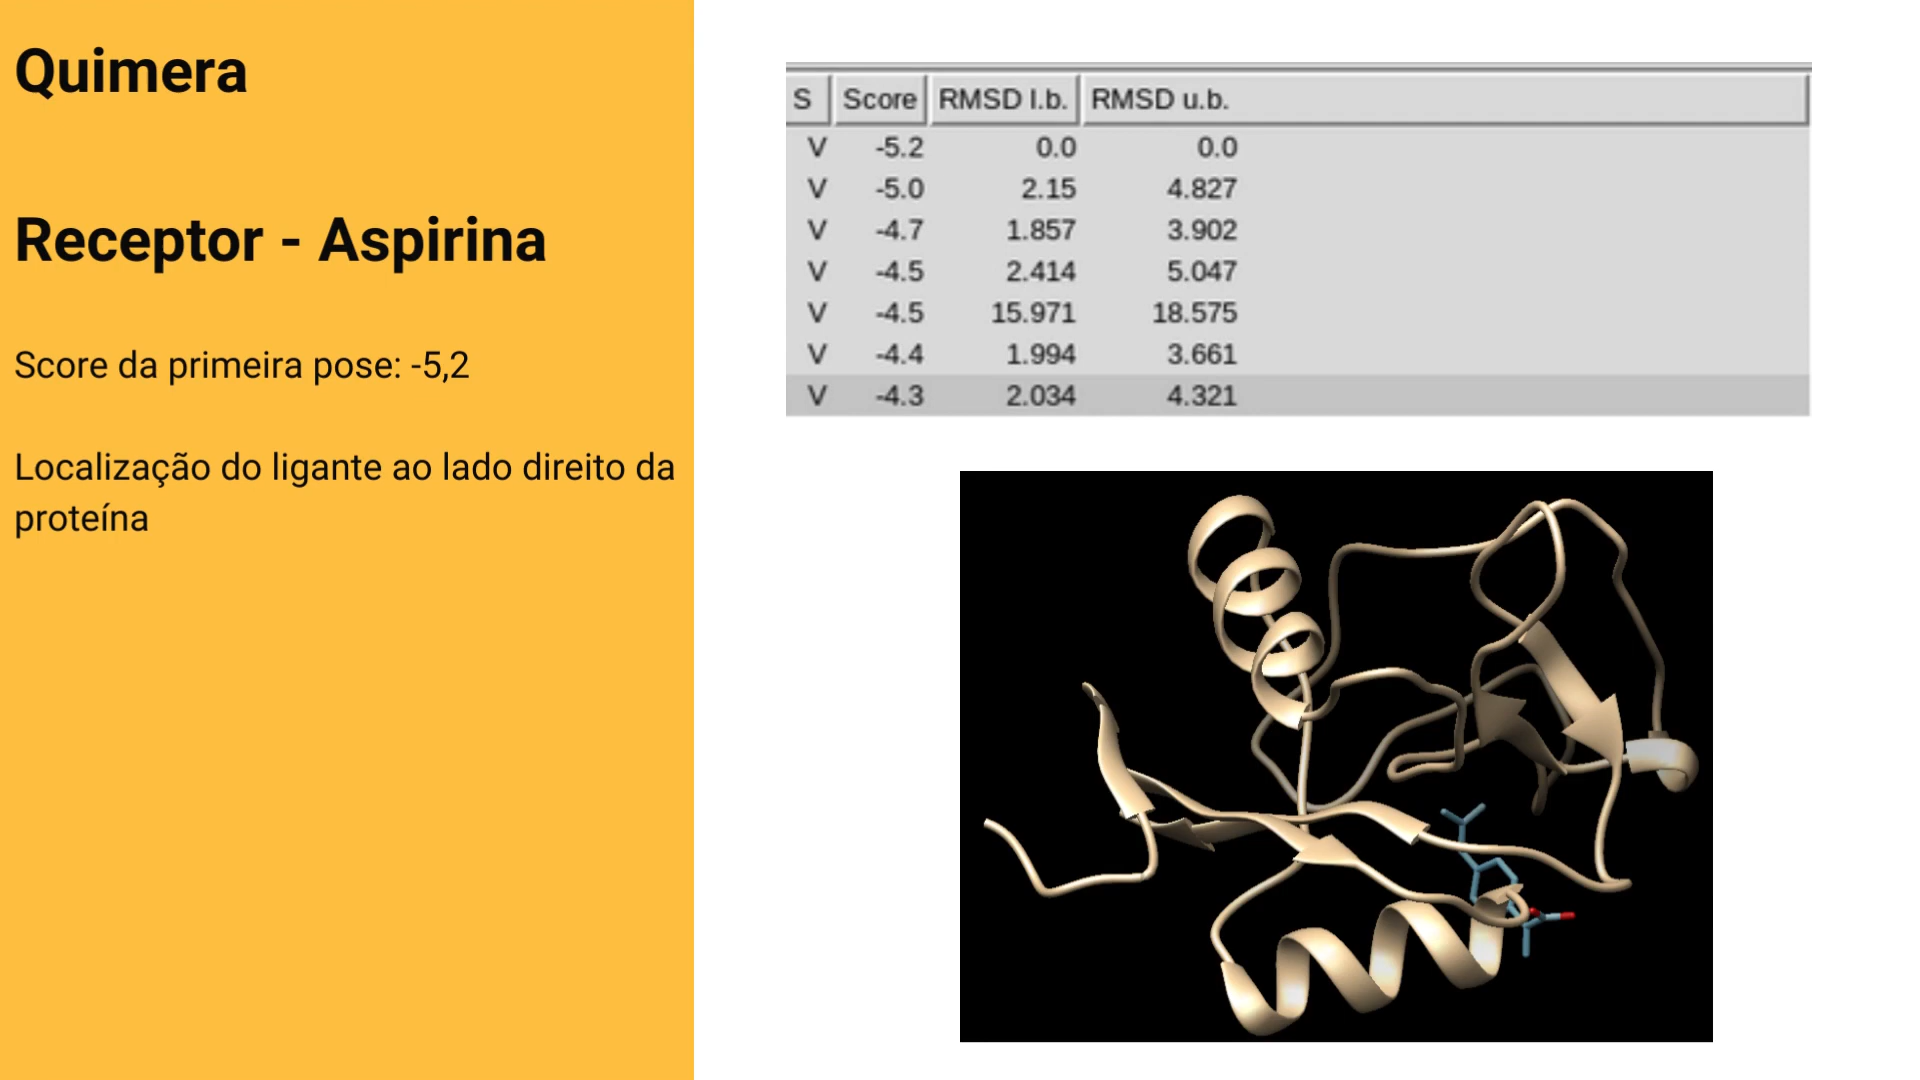 Quimera
Receptor - Aspirina
Score da primeira pose: -5,2
Localização do ligante ao lado direito da
proteína
S Score RMSD l.b. RMSD u.b.
V -5.2 0.0 0.0
V -5.0 2.15 4.827
V -4.7 1.857 3.902
V -4.5 2.414 5.047
V -4.5 15.971 18.575
V -4.4 1.994 3.661
V -4.3 2.034 4.321